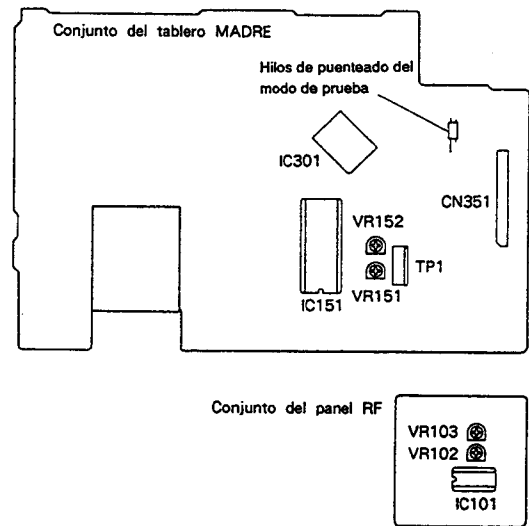 Conjunto del tablero MADRE
Hilos de puenteado del
modo de prueba
IC301
CN351
VR152
TP1
VR151
IC151
Conjunto del panel RF
VR103
VR102
IC101